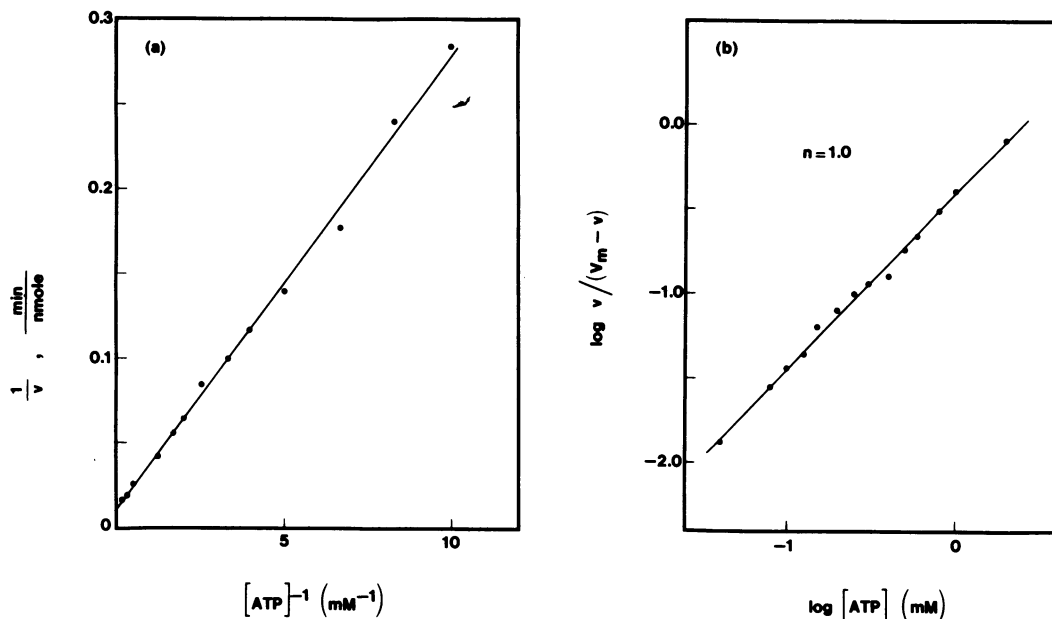 (a)
0.3
0.2
0.1
0
5
10
1/v , min/nmole
[ATP]⁻¹ (mM⁻¹)
(b)
n = 1.0
0.0
−1.0
−2.0
−1
0
log v/(Vm − v)
log [ATP] (mM)